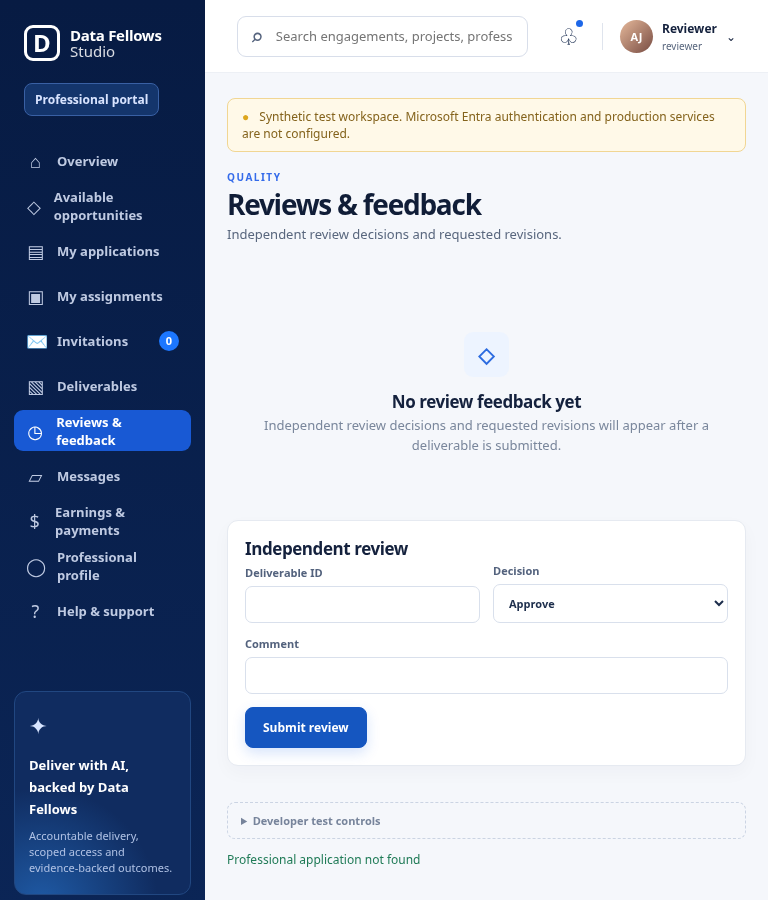 D
Data Fellows
Studio
Professional portal
Overview
Available
opportunities
My applications
My assignments
Invitations 0
Deliverables
Reviews &
feedback
Messages
$ Earnings &
payments
Professional
profile
? Help & support
Deliver with AI,
backed by Data
Fellows
Accountable delivery,
scoped access and
evidence-backed outcomes.
Search engagements, projects, profess
AJ
Reviewer
reviewer
Synthetic test workspace. Microsoft Entra authentication and production services
are not configured.
QUALITY
Reviews & feedback
Independent review decisions and requested revisions.
No review feedback yet
Independent review decisions and requested revisions will appear after a
deliverable is submitted.
Independent review
Deliverable ID
Decision
Approve
Comment
Submit review
Developer test controls
Professional application not found